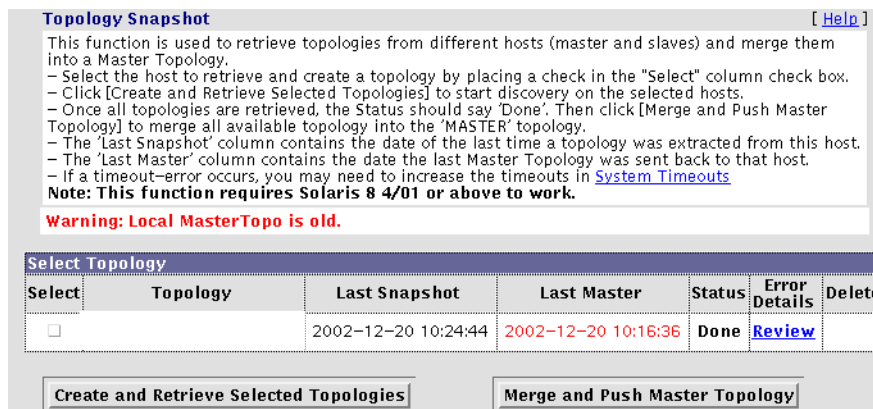 Topology Snapshot [ Help ]
This function is used to retrieve topologies from different hosts (master and slaves) and merge them
into a Master Topology.
– Select the host to retrieve and create a topology by placing a check in the "Select" column check box.
– Click [Create and Retrieve Selected Topologies] to start discovery on the selected hosts.
– Once all topologies are retrieved, the Status should say 'Done'. Then click [Merge and Push Master
Topology] to merge all available topology into the 'MASTER' topology.
– The 'Last Snapshot' column contains the date of the last time a topology was extracted from this host.
– The 'Last Master' column contains the date the last Master Topology was sent back to that host.
– If a timeout–error occurs, you may need to increase the timeouts in System Timeouts
Note: This function requires Solaris 8 4/01 or above to work.
Warning: Local MasterTopo is old.
Select Topology
Select Topology Last Snapshot Last Master Status Error Details Delet
2002–12–20 10:24:44 2002–12–20 10:16:36 Done Review
Create and Retrieve Selected Topologies Merge and Push Master Topology